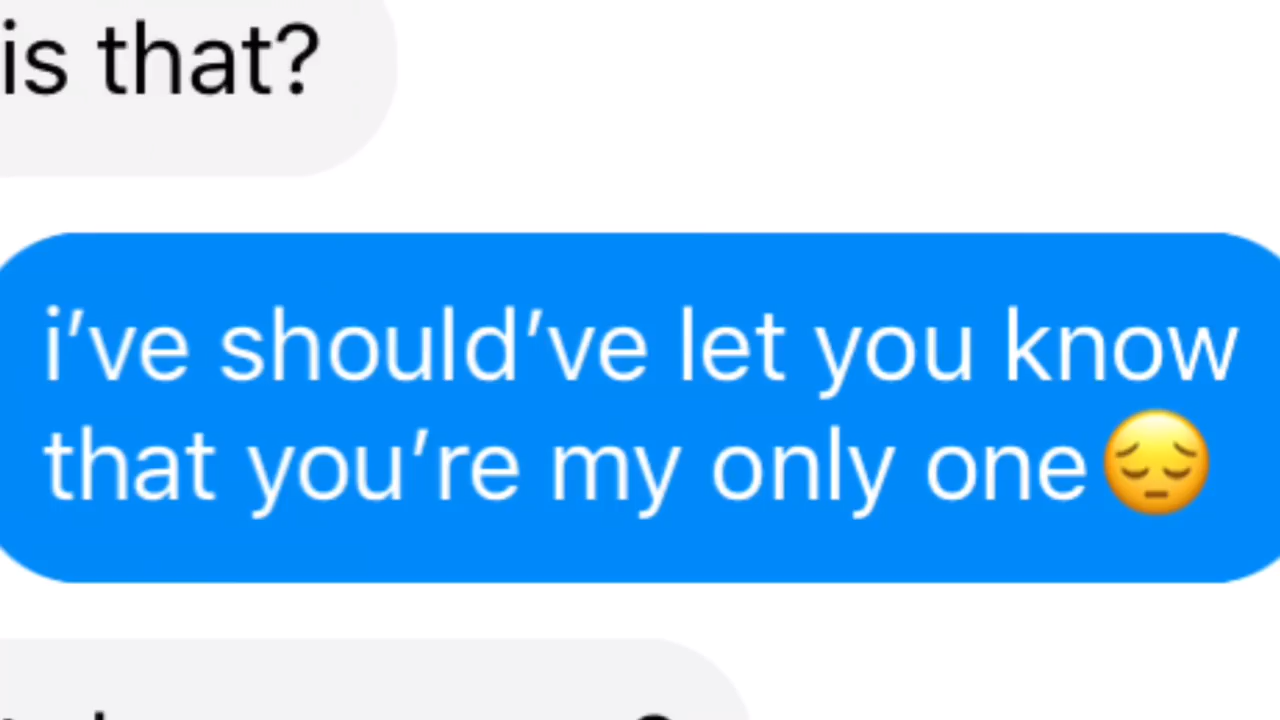 is that?
i’ve should’ve let you know
that you’re my only one😔